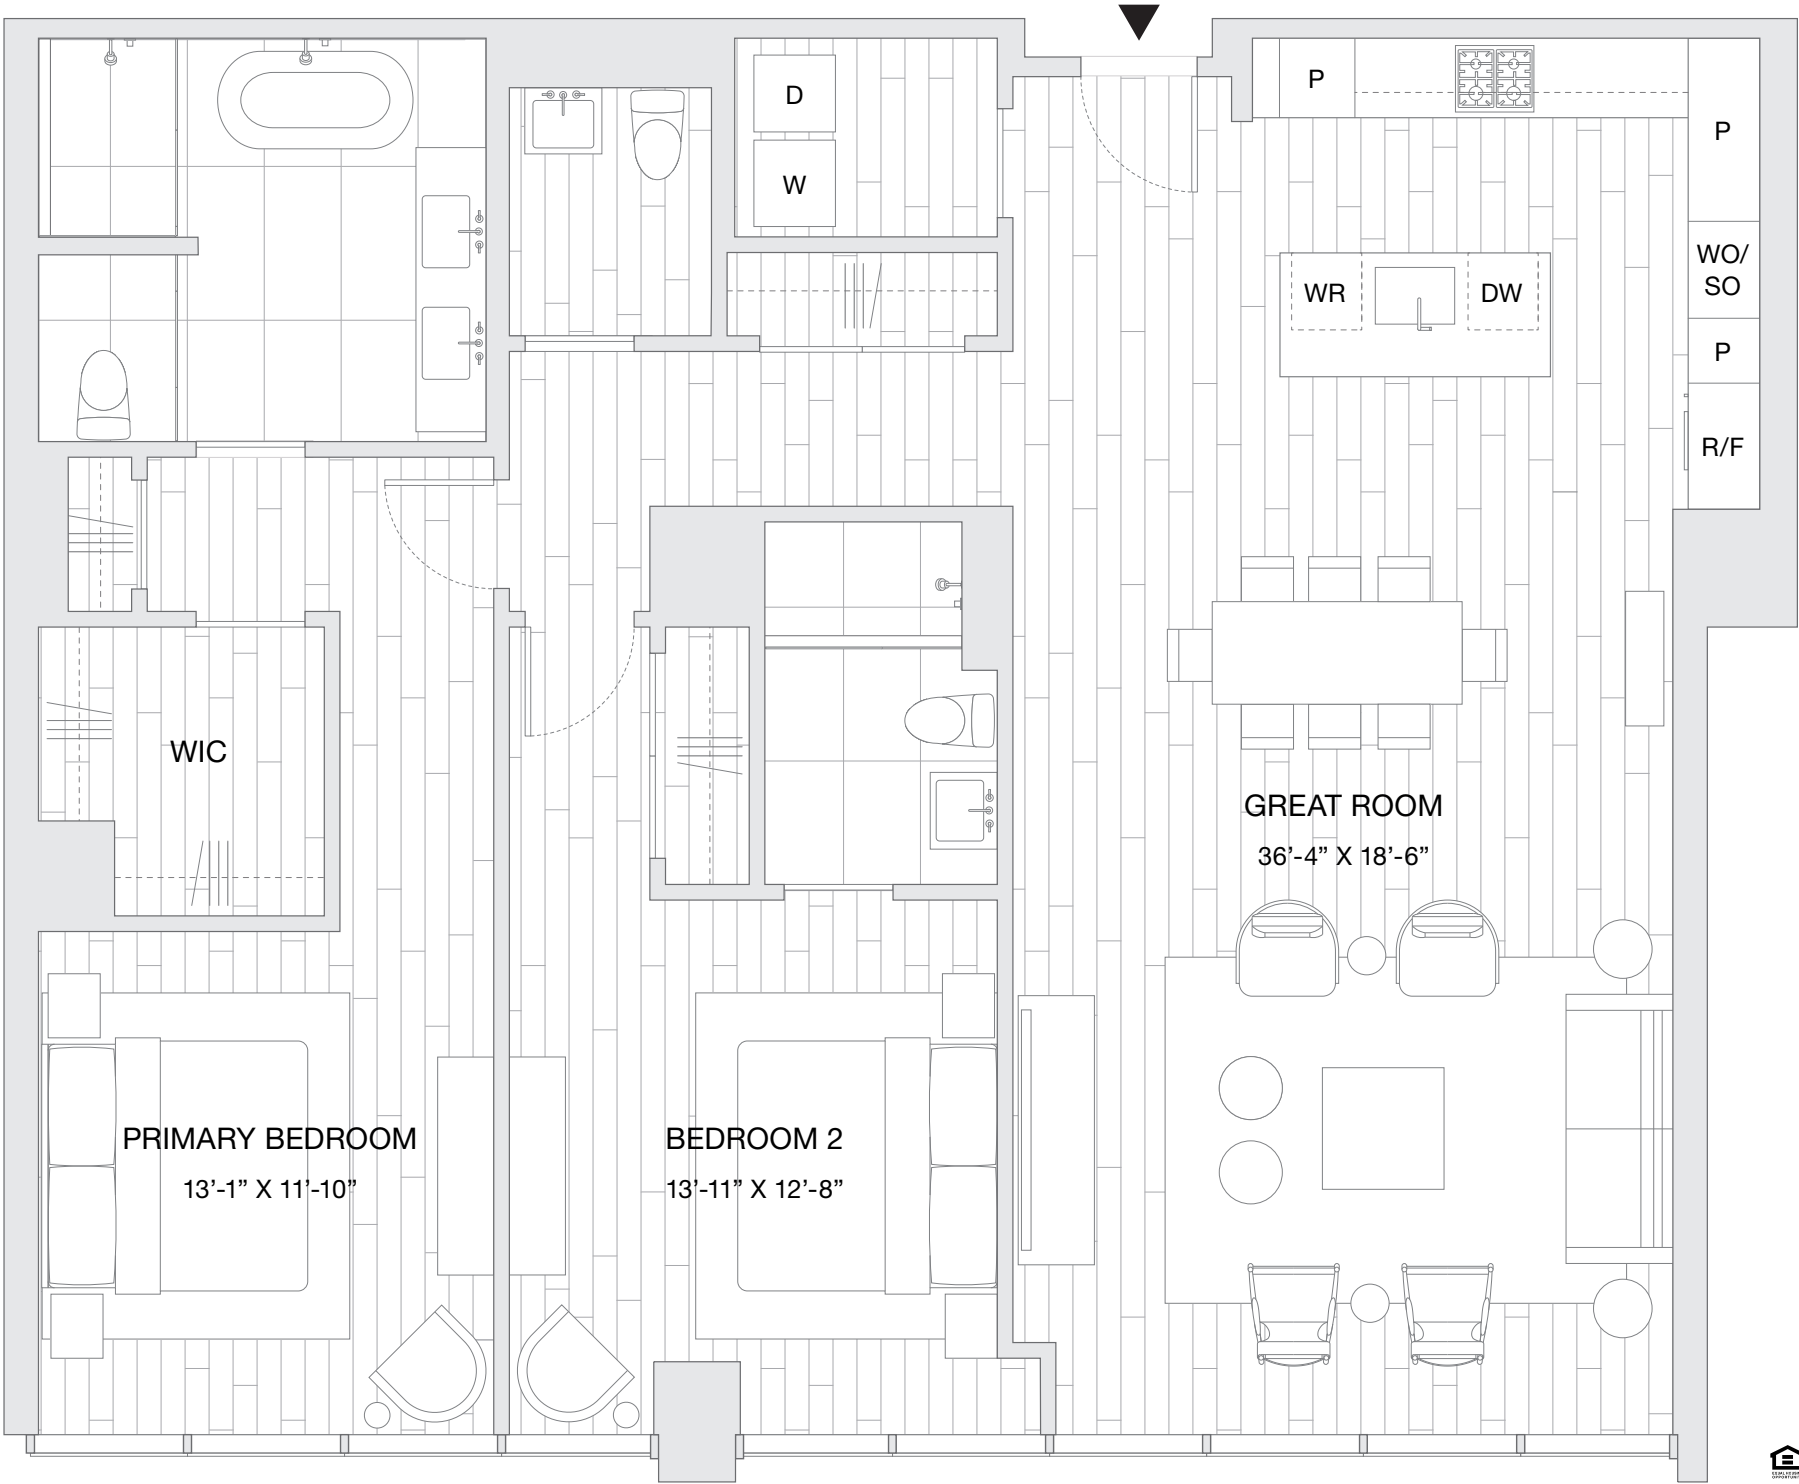 D
W
P
P
WO/
SO
P
R/F
WR
DW
WIC
GREAT ROOM
36’-4” X 18’-6”
PRIMARY BEDROOM
13’-1” X 11’-10”
BEDROOM 2
13’-11” X 12’-8”